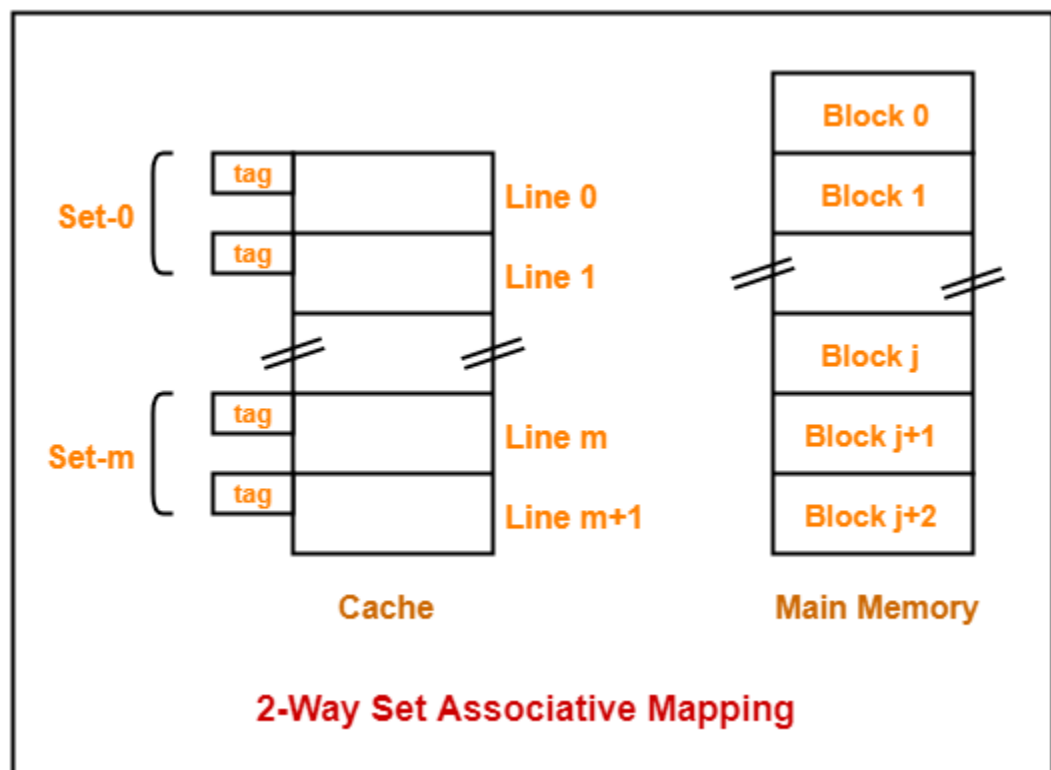 Block 0
tag
Set-0
Line 0
Block 1
tag
Line 1
Block j
tag
Set-m
Line m
Block j+1
tag
Line m+1
Block j+2
Cache
Main Memory
2-Way Set Associative Mapping